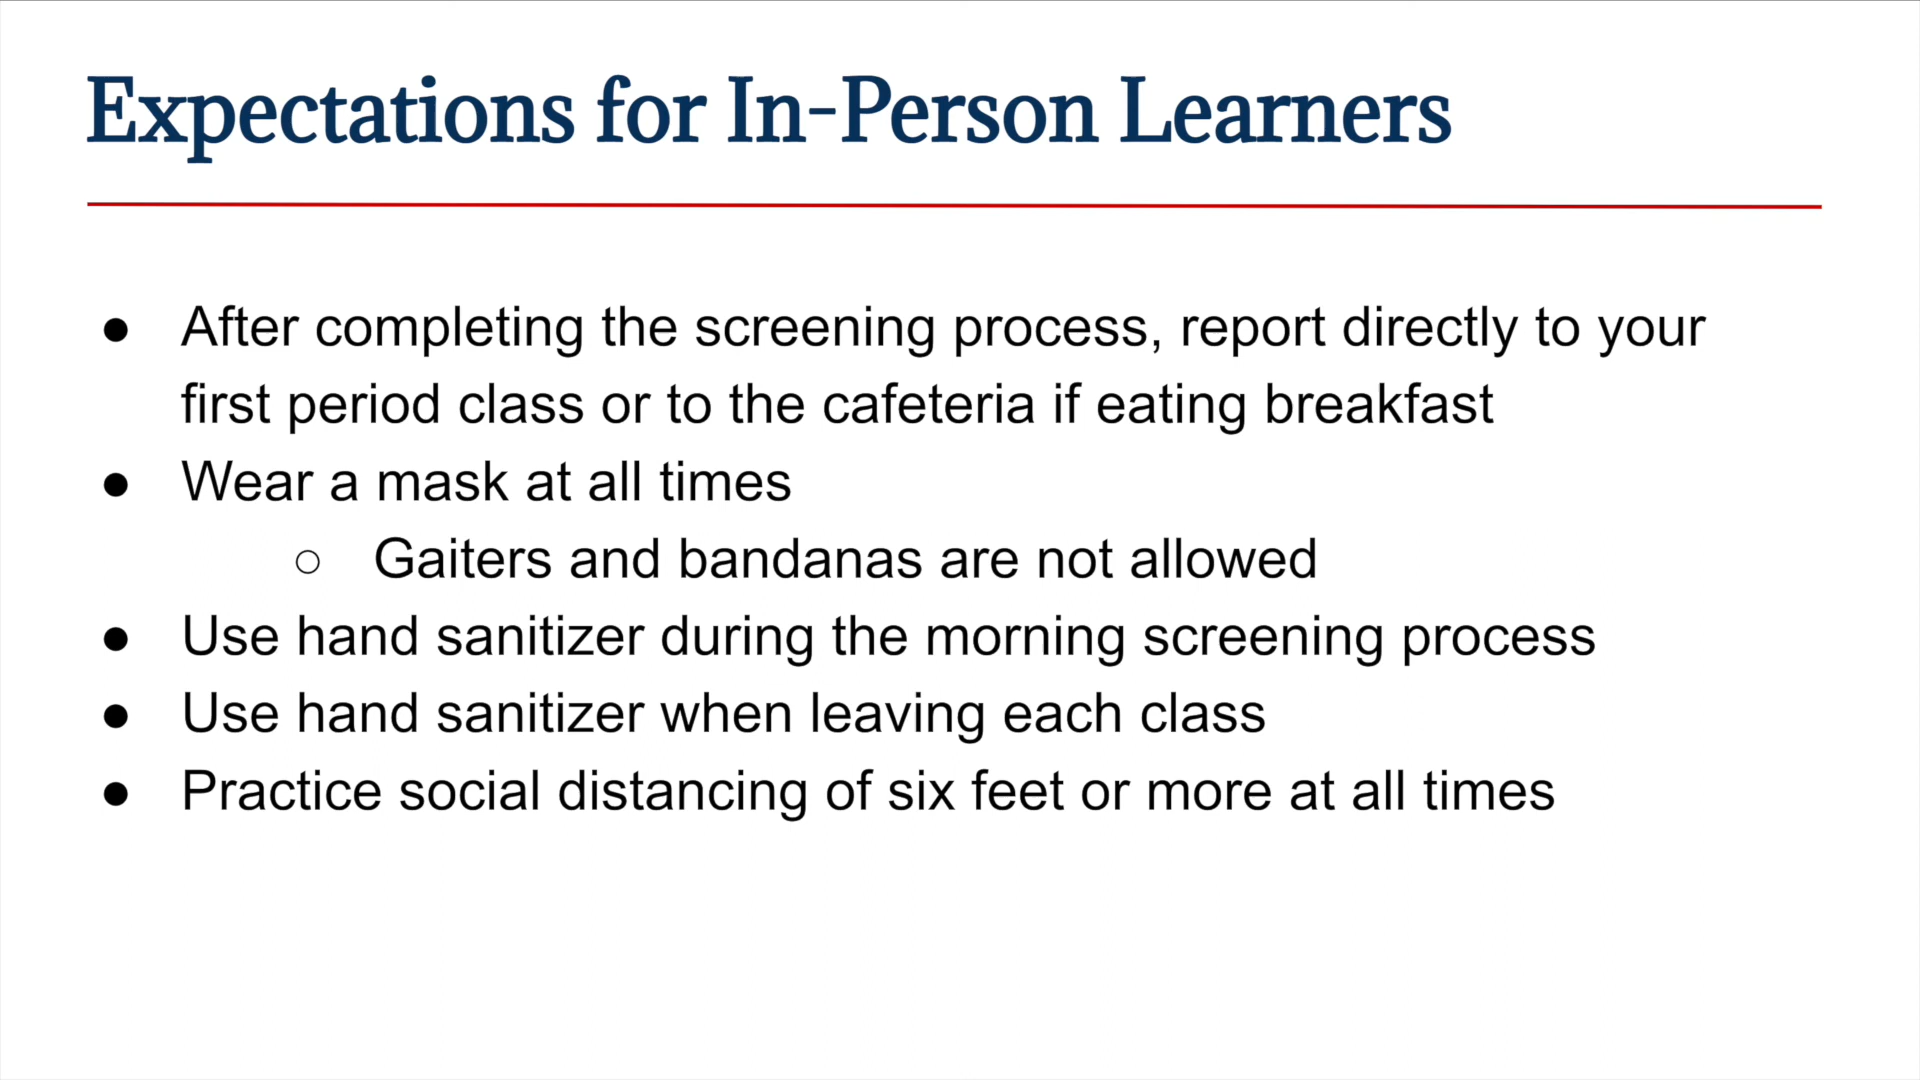 Expectations for In-Person Learners
● After completing the screening process, report directly to your
first period class or to the cafeteria if eating breakfast
● Wear a mask at all times
○ Gaiters and bandanas are not allowed
● Use hand sanitizer during the morning screening process
● Use hand sanitizer when leaving each class
● Practice social distancing of six feet or more at all times